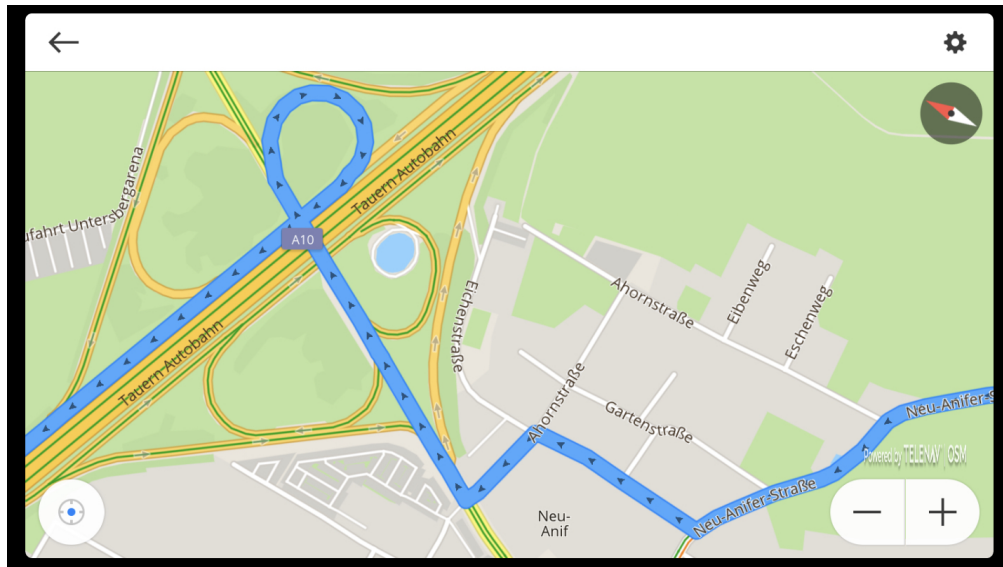 Tauern Autobahn
ufahrt Untersbergarena
A10
Ahornstraße
Eibenweg
Eschenweg
Eichenstraße
Tauern Autobahn
Ahornstraße
Gartenstraße
Neu-Anifer-S
Powered by TELENAV, OSM
Neu-Anifer-Straße
Neu-
Anif